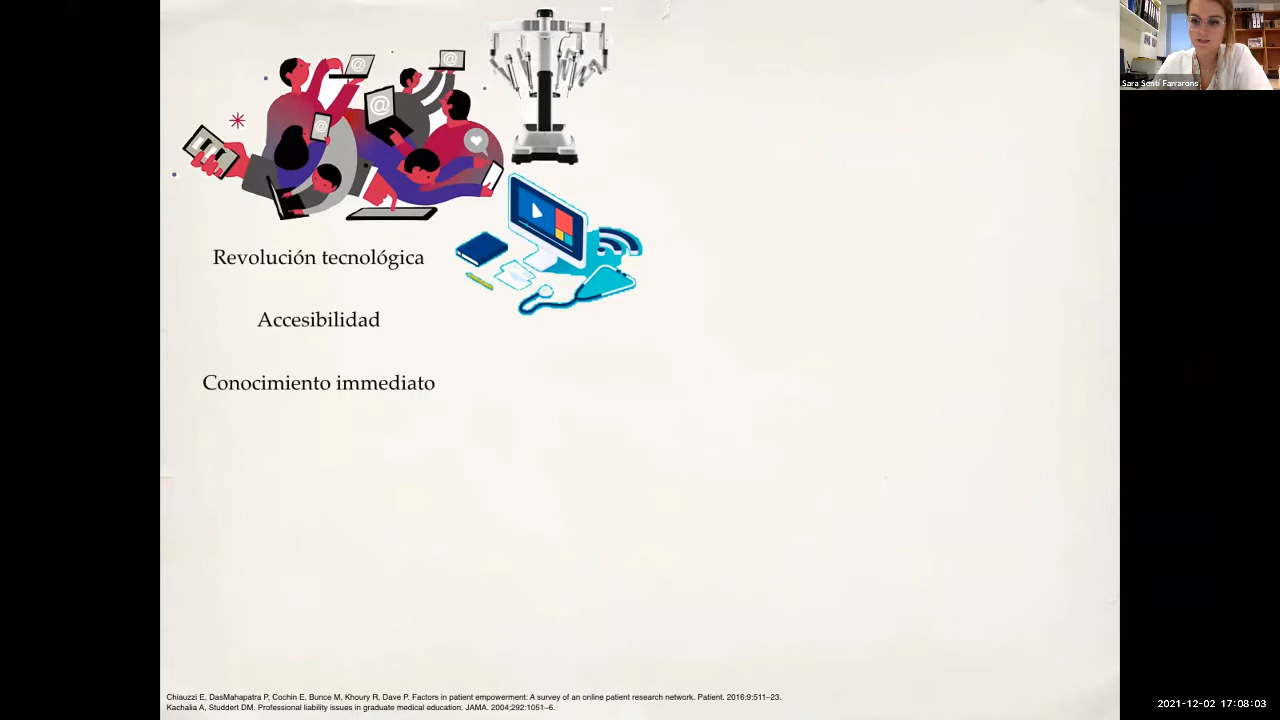 Sara Sentí Farrarons
@
@
@
@
Revolución tecnológica
Accesibilidad
Conocimiento immediato
Chiauzzi E, DasMahapatra P, Cochin E, Bunce M, Khoury R, Dave P. Factors in patient empowerment: A survey of an online patient research network. Patient. 2016;9:511–23.
Kachalia A, Studdert DM. Professional liability issues in graduate medical education. JAMA. 2004;292:1051–6.
2021-12-02 17:08:03